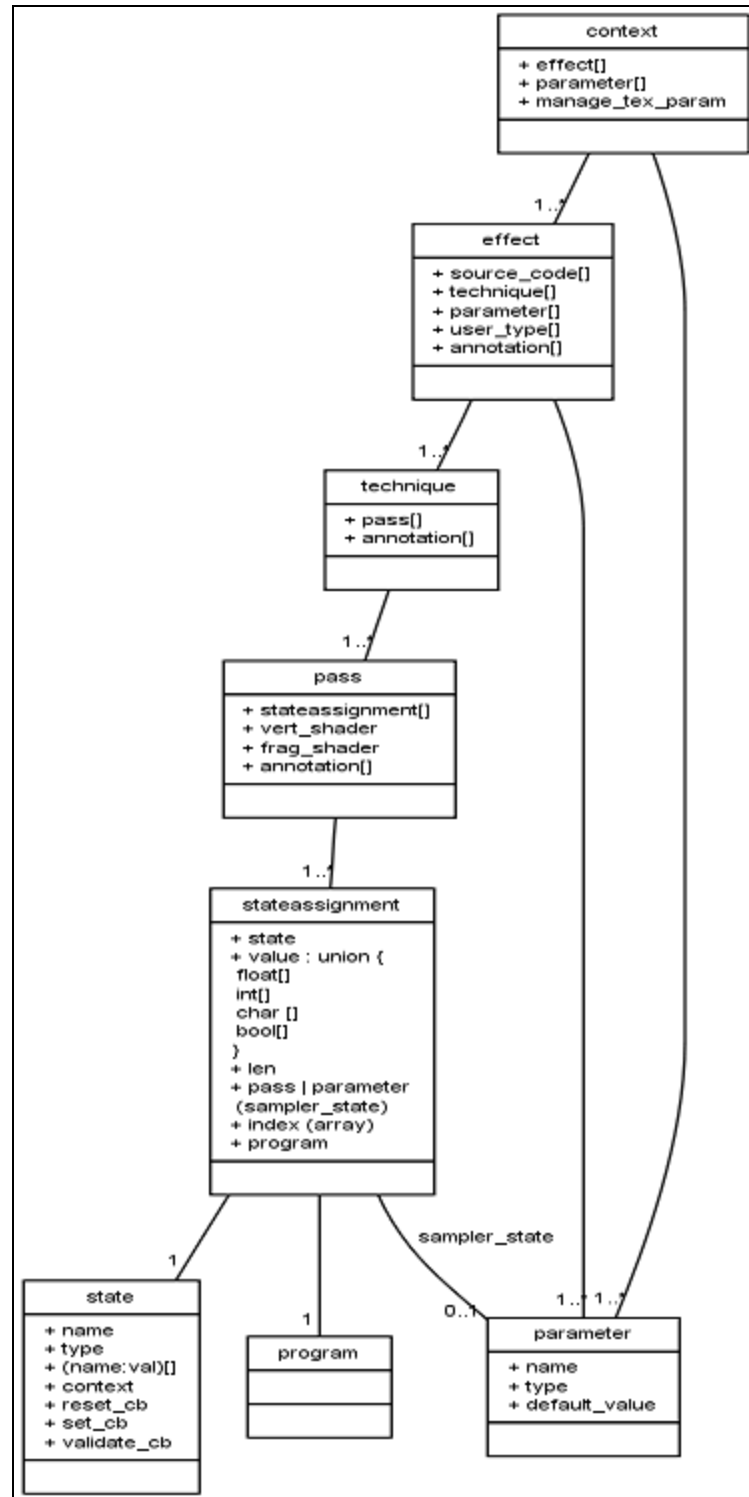 context
+ effect[]
+ parameter[]
+ manage_tex_param
1..*
effect
+ source_code[]
+ technique[]
+ parameter[]
+ user_type[]
+ annotation[]
1..*
technique
+ pass[]
+ annotation[]
1..*
pass
+ stateassignment[]
+ vert_shader
+ frag_shader
+ annotation[]
1..*
stateassignment
+ state
+ value : union {
float[]
int[]
char []
bool[]
}
+ len
+ pass | parameter
(sampler_state)
+ index (array)
+ program
sampler_state
1
1
0..1
1..*
1..*
state
+ name
+ type
+ (name:val)[]
+ context
+ reset_cb
+ set_cb
+ validate_cb
program
parameter
+ name
+ type
+ default_value